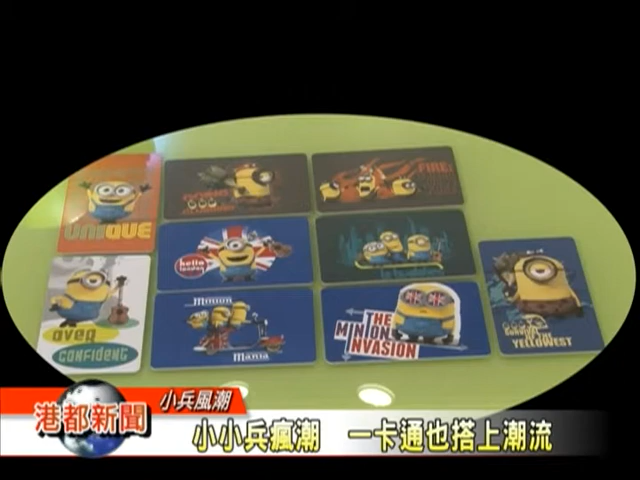 UNIQUE
FIRE!
hello
london
over
CONFIDENT
minion
mania
THE
MINION
INVASION
THE
YELLOWEST
小兵風潮
港都新聞
小小兵瘋潮 一卡通也搭上潮流